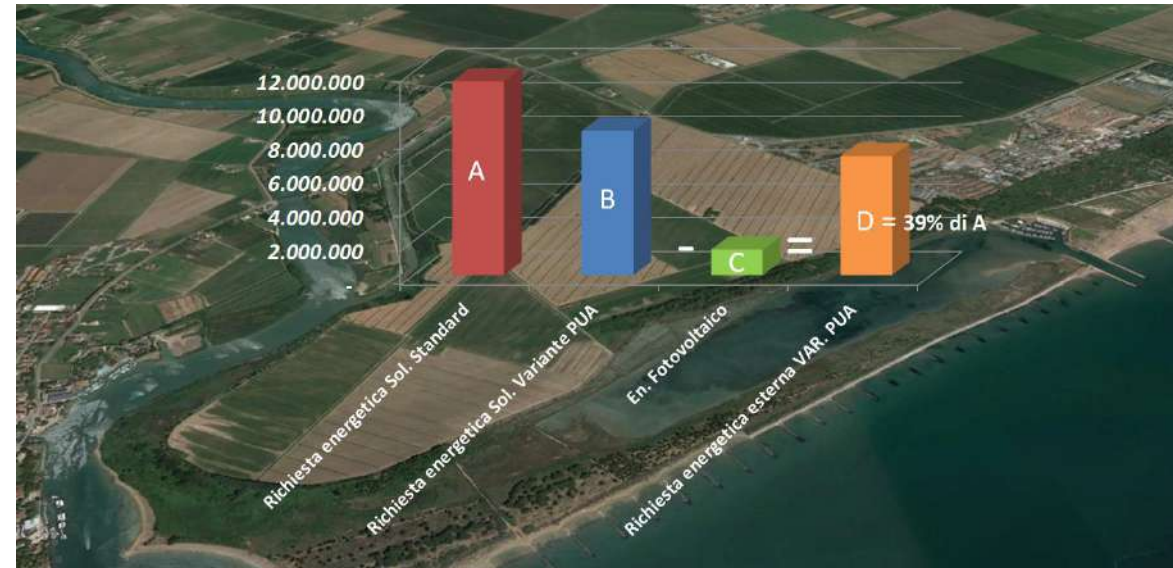 12.000.000
10.000.000
8.000.000
6.000.000
4.000.000
2.000.000
-
A
B
-
C
=
D = 39% di A
Richiesta energetica Sol. Standard
Richiesta energetica Sol. Variante PUA
En. Fotovoltaico
Richiesta energetica esterna VAR. PUA